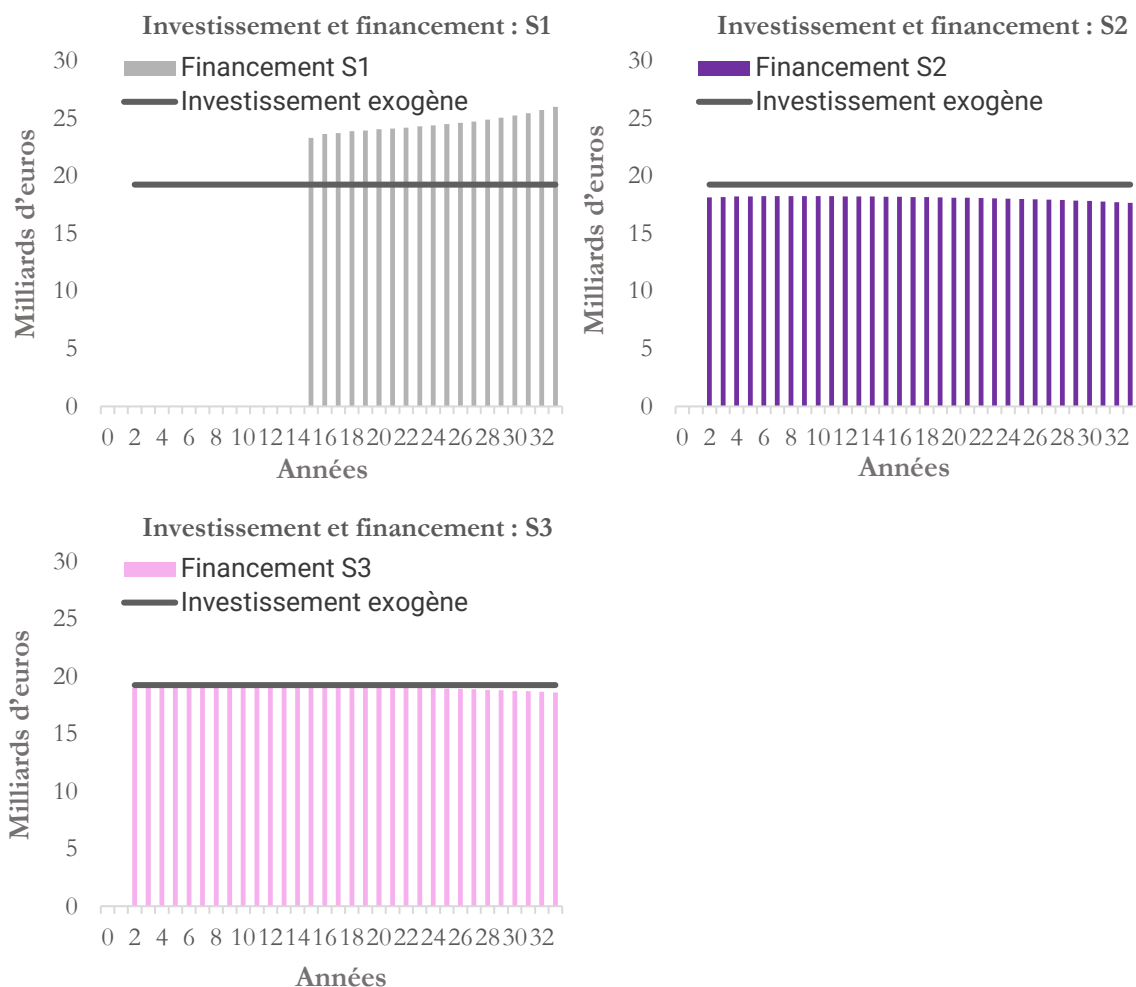 Investissement et financement : S1
30
25
20
15
10
5
0
Milliards d'euros
Financement S1
Investissement exogène
0 2 4 6 8 10 12 14 16 18 20 22 24 26 28 30 32
Années
Investissement et financement : S2
30
25
20
15
10
5
0
Milliards d'euros
Financement S2
Investissement exogène
0 2 4 6 8 10 12 14 16 18 20 22 24 26 28 30 32
Années
Investissement et financement : S3
30
25
20
15
10
5
0
Milliards d'euros
Financement S3
Investissement exogène
0 2 4 6 8 10 12 14 16 18 20 22 24 26 28 30 32
Années